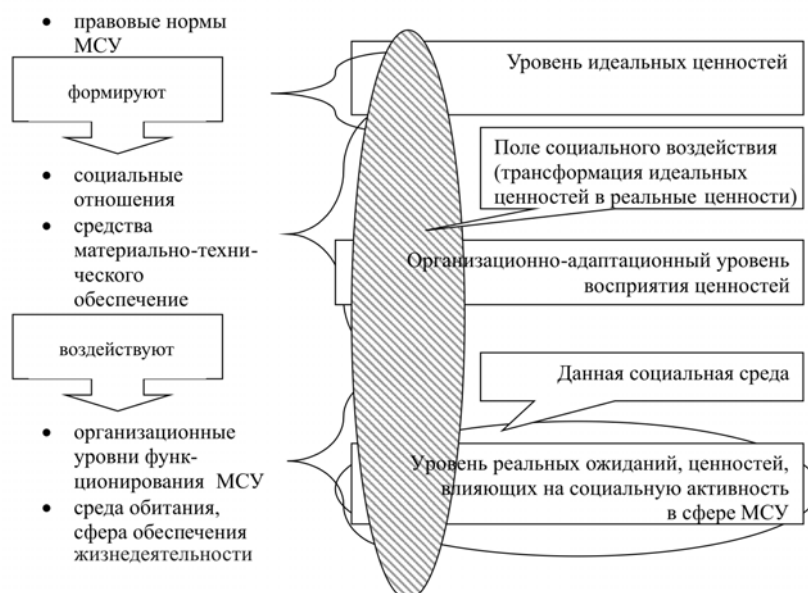 • правовые нормы
МСУ
формируют
• социальные
отношения
• средства
материально-техни-
ческого
обеспечение
воздействуют
• организационные
уровни функ-
ционирования МСУ
• среда обитания,
сфера обеспечения
жизнедеятельности
Уровень идеальных ценностей
Поле социального воздействия
(трансформация идеальных
ценностей в реальные ценности)
Организационно-адаптационный уровень
восприятия ценностей
Данная социальная среда
Уровень реальных ожиданий, ценностей,
влияющих на социальную активность
в сфере МСУ